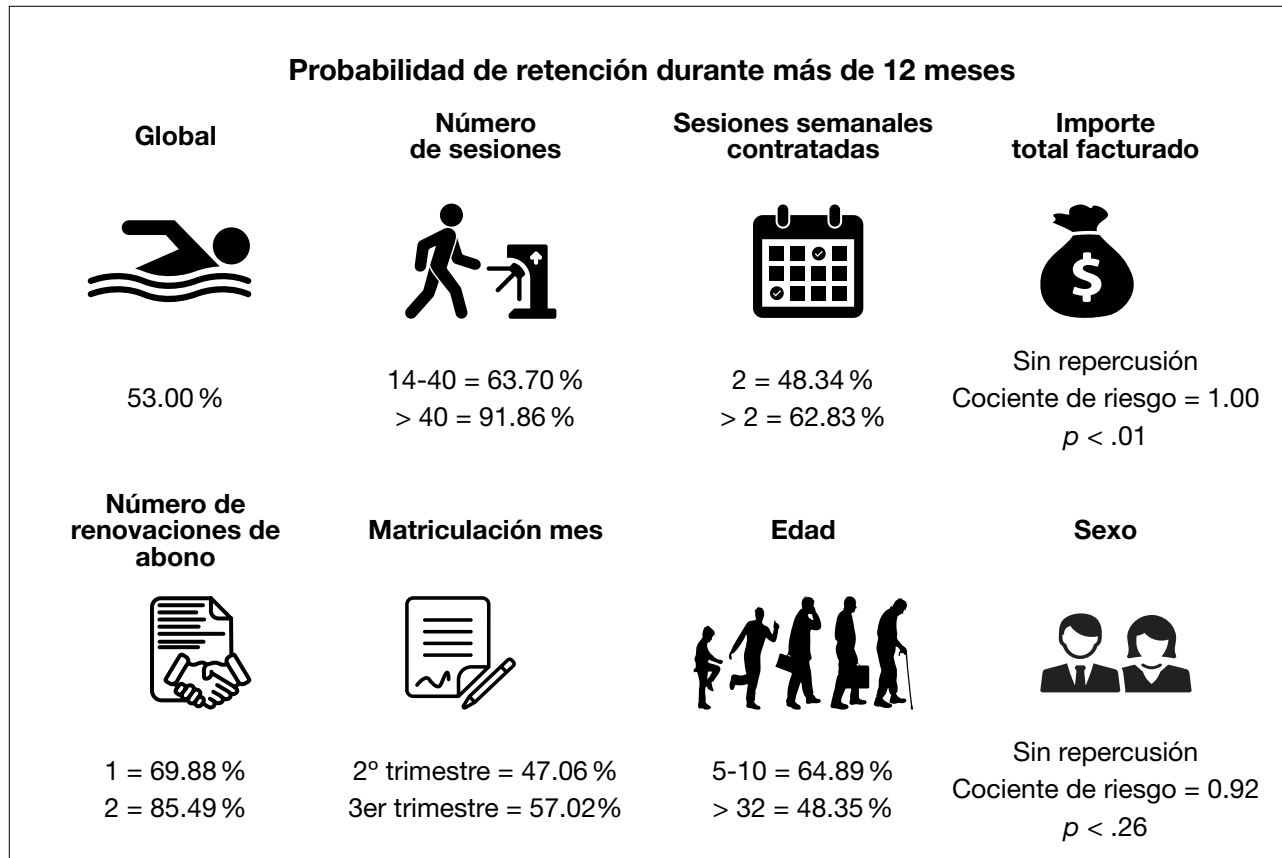 Probabilidad de retención durante más de 12 meses
Global
53.00 %
Número
de sesiones
14-40 = 63.70 %
> 40 = 91.86 %
Sesiones semanales
contratadas
2 = 48.34 %
> 2 = 62.83 %
Importe
total facturado
$
Sin repercusión
Cociente de riesgo = 1.00
p < .01
Número de
renovaciones de
abono
1 = 69.88 %
2 = 85.49 %
Matriculación mes
2º trimestre = 47.06 %
3er trimestre = 57.02%
Edad
5-10 = 64.89 %
> 32 = 48.35 %
Sexo
Sin repercusión
Cociente de riesgo = 0.92
p < .26